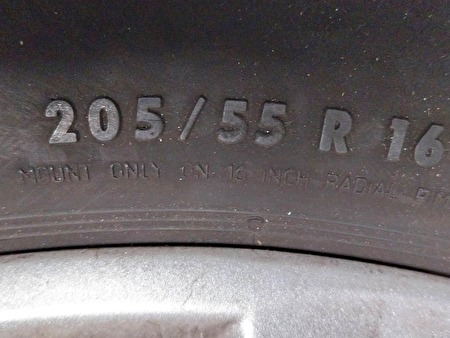 205/55 R 16
MOUNT ONLY ON 16 INCH RADIAL